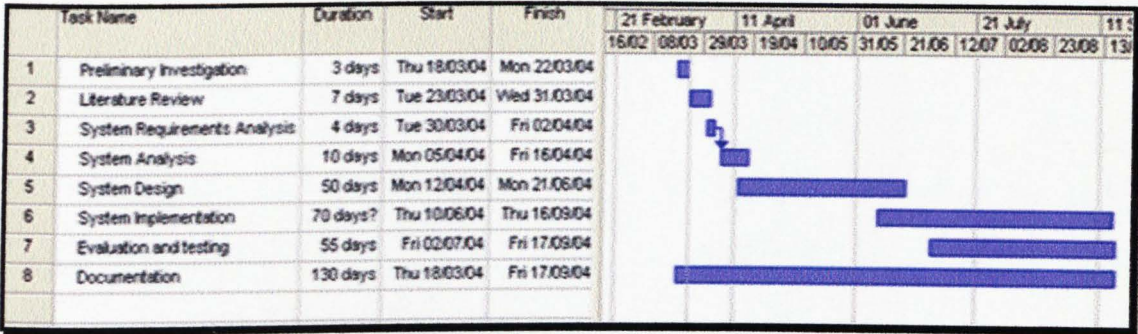 Task Name Duration Start Finish 21 February 11 April 01 June 21 July 11 S
16/02 08/03 29/03 19/04 10/05 31/05 21/06 12/07 02/08 23/08 13/
1 Preliminary Investigation 3 days Thu 18/03/04 Mon 22/03/04
2 Literature Review 7 days Tue 23/03/04 Wed 31/03/04
3 System Requirements Analysis 4 days Tue 30/03/04 Fri 02/04/04
4 System Analysis 10 days Mon 05/04/04 Fri 16/04/04
5 System Design 50 days Mon 12/04/04 Mon 21/06/04
6 System Implementation 70 days? Thu 10/06/04 Thu 16/09/04
7 Evaluation and testing 55 days Fri 02/07/04 Fri 17/09/04
8 Documentation 130 days Thu 18/03/04 Fri 17/09/04